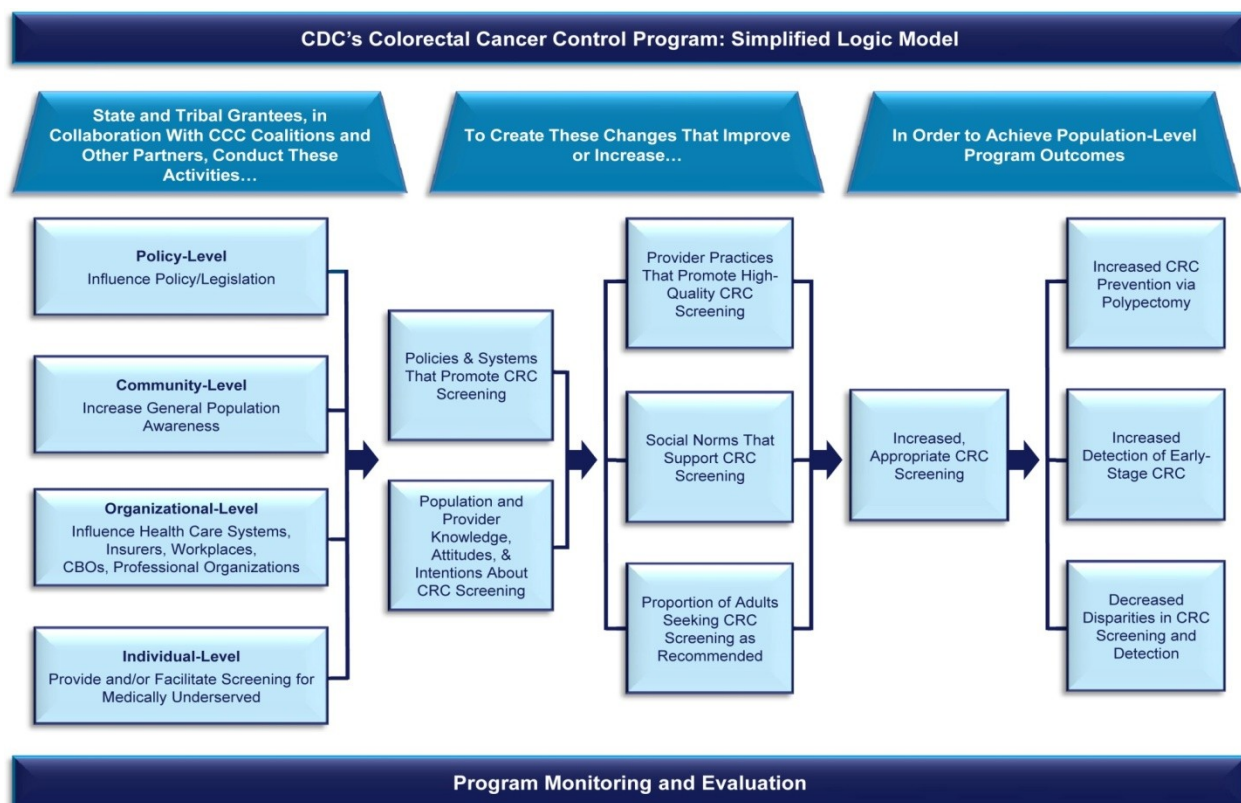 CDC's Colorectal Cancer Control Program: Simplified Logic Model
State and Tribal Grantees, in
Collaboration With CCC Coalitions and
Other Partners, Conduct These
Activities…
To Create These Changes That Improve
or Increase…
In Order to Achieve Population-Level
Program Outcomes
Policy-Level
Influence Policy/Legislation
Community-Level
Increase General Population
Awareness
Organizational-Level
Influence Health Care Systems,
Insurers, Workplaces,
CBOs, Professional Organizations
Individual-Level
Provide and/or Facilitate Screening for
Medically Underserved
Policies & Systems
That Promote CRC
Screening
Population and
Provider
Knowledge,
Attitudes, &
Intentions About
CRC Screening
Provider Practices
That Promote High-
Quality CRC
Screening
Social Norms That
Support CRC
Screening
Proportion of Adults
Seeking CRC
Screening as
Recommended
Increased,
Appropriate CRC
Screening
Increased CRC
Prevention via
Polypectomy
Increased
Detection of Early-
Stage CRC
Decreased
Disparities in CRC
Screening and
Detection
Program Monitoring and Evaluation